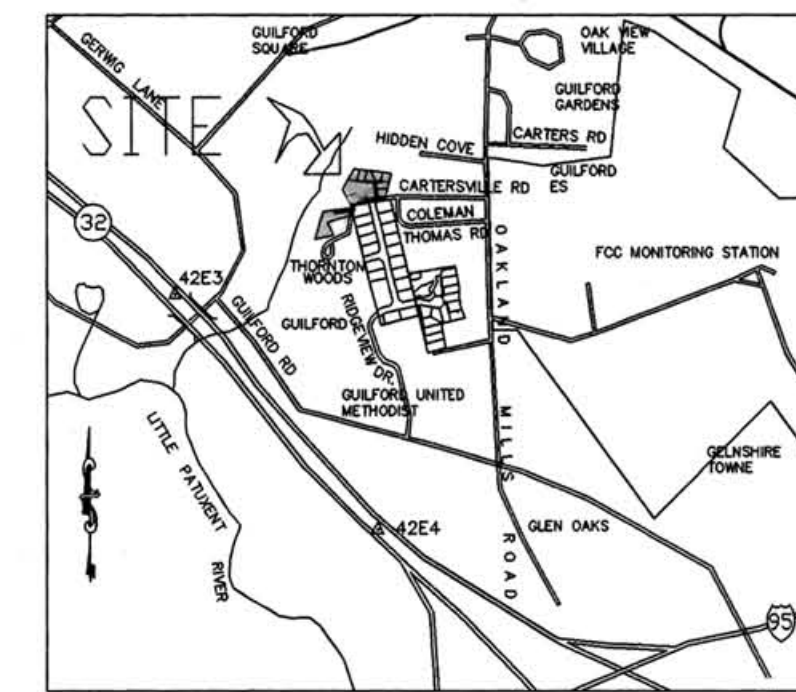 GUILFORD
SQUARE
OAK VIEW
VILLAGE
GERWIG LANE
SITE
GUILFORD
GARDENS
HIDDEN COVE
CARTERS RD
GUILFORD
ES
CARTERSVILLE RD
COLEMAN
THOMAS RD
32
42E3
THORNTON
WOODS
FCC MONITORING STATION
OAKLAND MILLS ROAD
GUILFORD RD
GUILFORD
RIDGEVIEW DR.
GUILFORD UNITED
METHODIST
LITTLE PATUXENT
RIVER
GELNSHIRE
TOWNE
42E4
GLEN OAKS
95